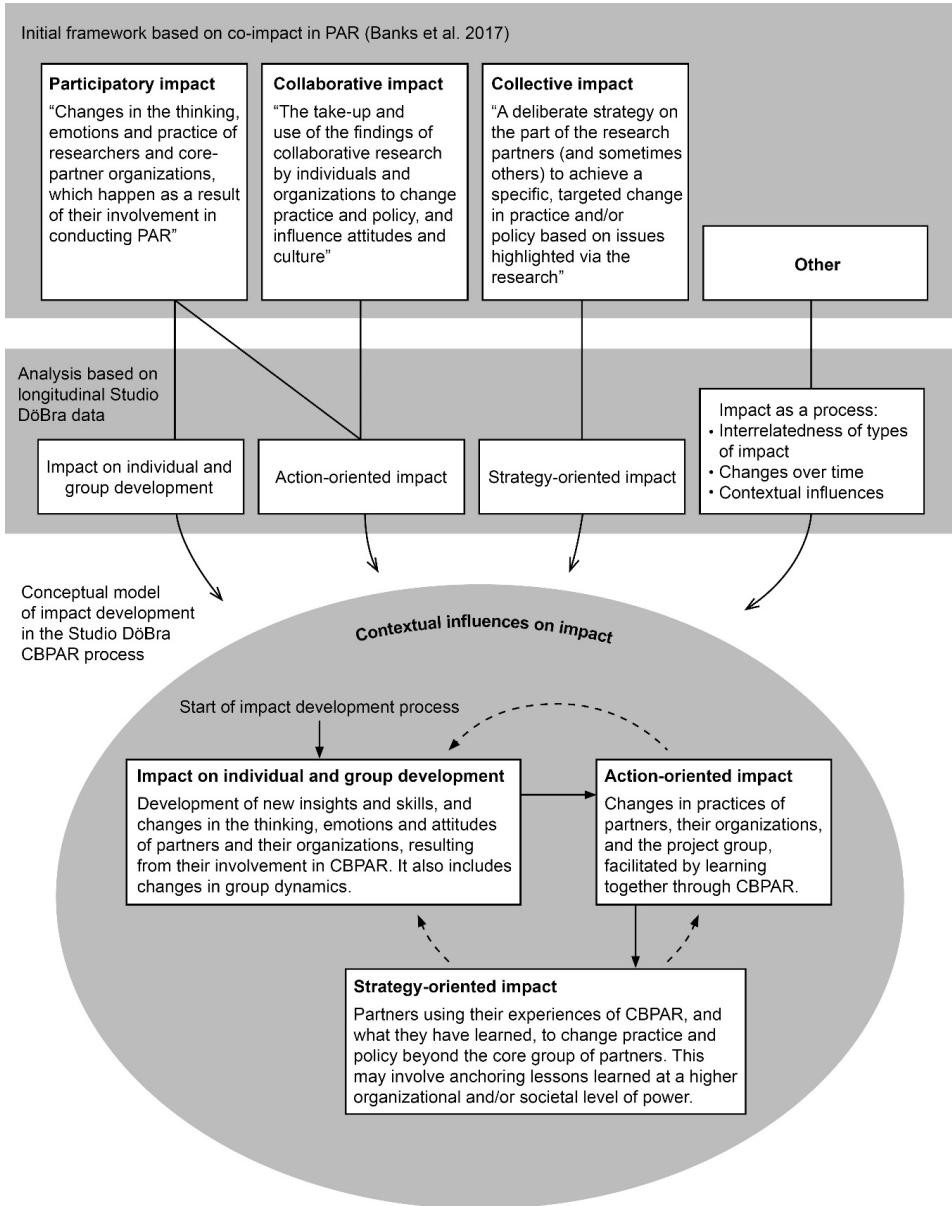 Initial framework based on co-impact in PAR (Banks et al. 2017)
Participatory impact
“Changes in the thinking,
emotions and practice of
researchers and core-
partner organizations,
which happen as a result
of their involvement in
conducting PAR”
Collaborative impact
“The take-up and
use of the findings of
collaborative research
by individuals and
organizations to change
practice and policy, and
influence attitudes and
culture”
Collective impact
“A deliberate strategy on
the part of the research
partners (and sometimes
others) to achieve a
specific, targeted change
in practice and/or
policy based on issues
highlighted via the
research”
Other
Analysis based on
longitudinal Studio
DöBra data
Impact on individual and
group development
Action-oriented impact
Strategy-oriented impact
Impact as a process:
• Interrelatedness of types
of impact
• Changes over time
• Contextual influences
Conceptual model
of impact development
in the Studio DöBra
CBPAR process
Contextual influences on impact
Start of impact development process
Impact on individual and group development
Development of new insights and skills, and
changes in the thinking, emotions and attitudes
of partners and their organizations, resulting
from their involvement in CBPAR. It also includes
changes in group dynamics.
Action-oriented impact
Changes in practices of
partners, their organizations,
and the project group,
facilitated by learning
together through CBPAR.
Strategy-oriented impact
Partners using their experiences of CBPAR, and
what they have learned, to change practice and
policy beyond the core group of partners. This
may involve anchoring lessons learned at a higher
organizational and/or societal level of power.